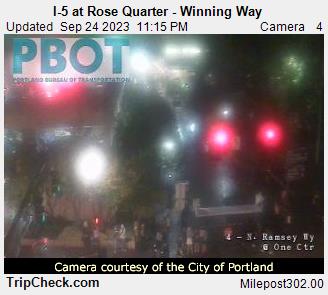 I-5 at Rose Quarter - Winning Way
Updated Sep 24 2023 11:15 PM Camera 4
PBOT
PORTLAND BUREAU OF TRANSPORTATION
4 - N. Ramsey Wy
@ One Ctr
Camera courtesy of the City of Portland
TripCheck.com Milepost302.00